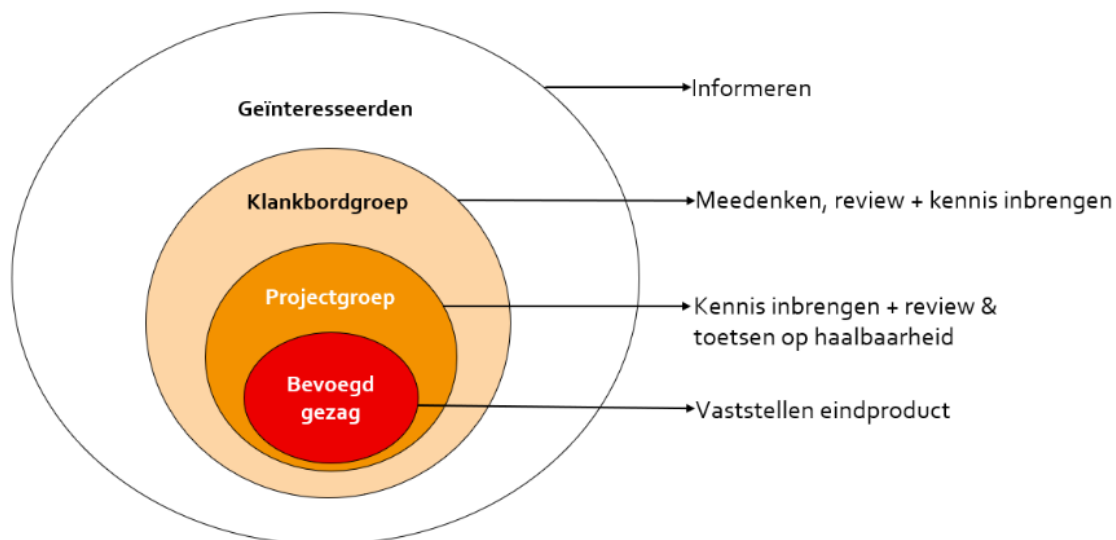 Informeren
Geïnteresseerden
Klankbordgroep
Meedenken, review + kennis inbrengen
Projectgroep
Kennis inbrengen + review &
toetsen op haalbaarheid
Bevoegd
gezag
Vaststellen eindproduct